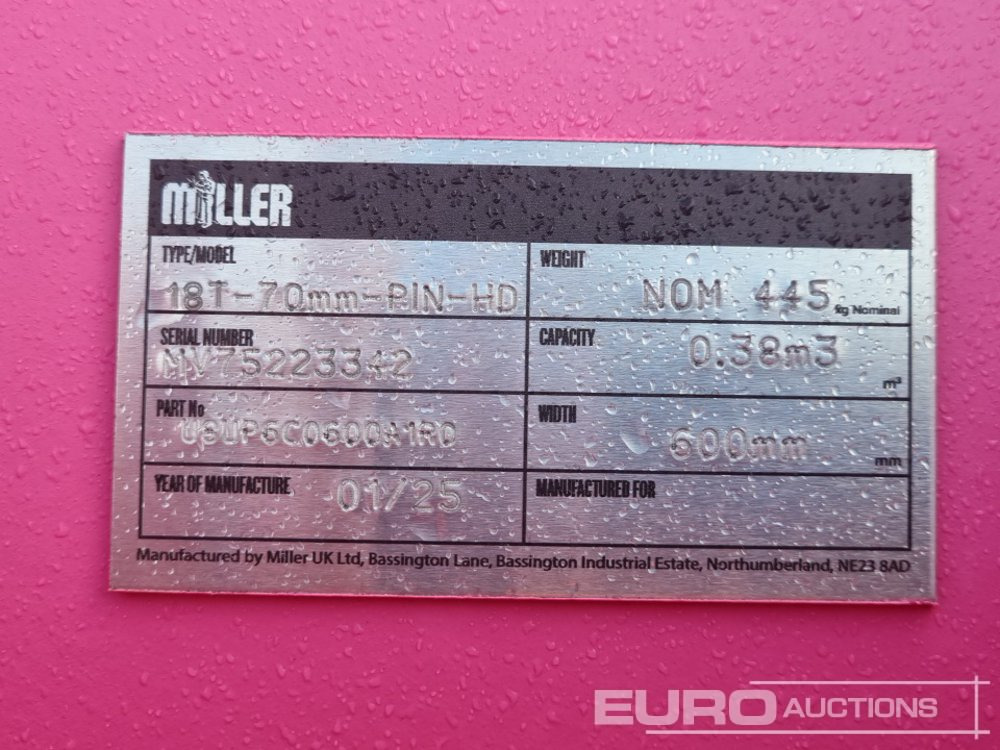 MILLER
TYPE/MODEL
18T-70mm-PIN-HD
WEIGHT
NOM 445 kg Nominal
SERIAL NUMBER
MV75223342
CAPACITY
0.38m3 m³
PART No
WIDTH
600mm mm
YEAR OF MANUFACTURE 01/25
MANUFACTURED FOR
Manufactured by Miller UK Ltd, Bassington Lane, Bassington Industrial Estate, Northumberland, NE23 8AD
EURO AUCTIONS